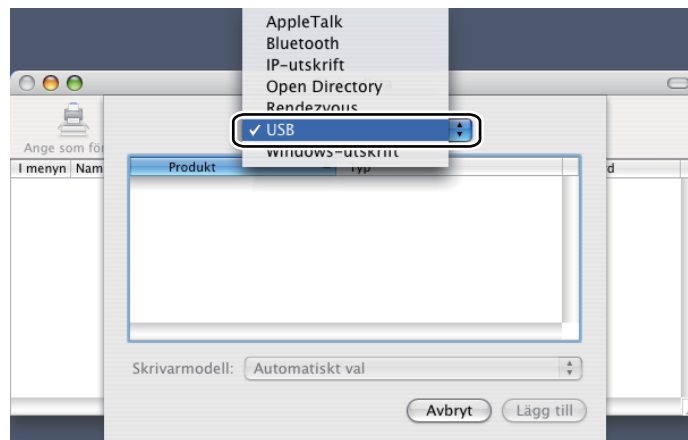 AppleTalk
Bluetooth
IP-utskrift
Open Directory
Rendezvous
✓ USB
Windows-utskrift
Ange som för
I menyn Nam
Produkt Typ
d
Skrivarmodell: Automatiskt val
Avbryt Lägg till